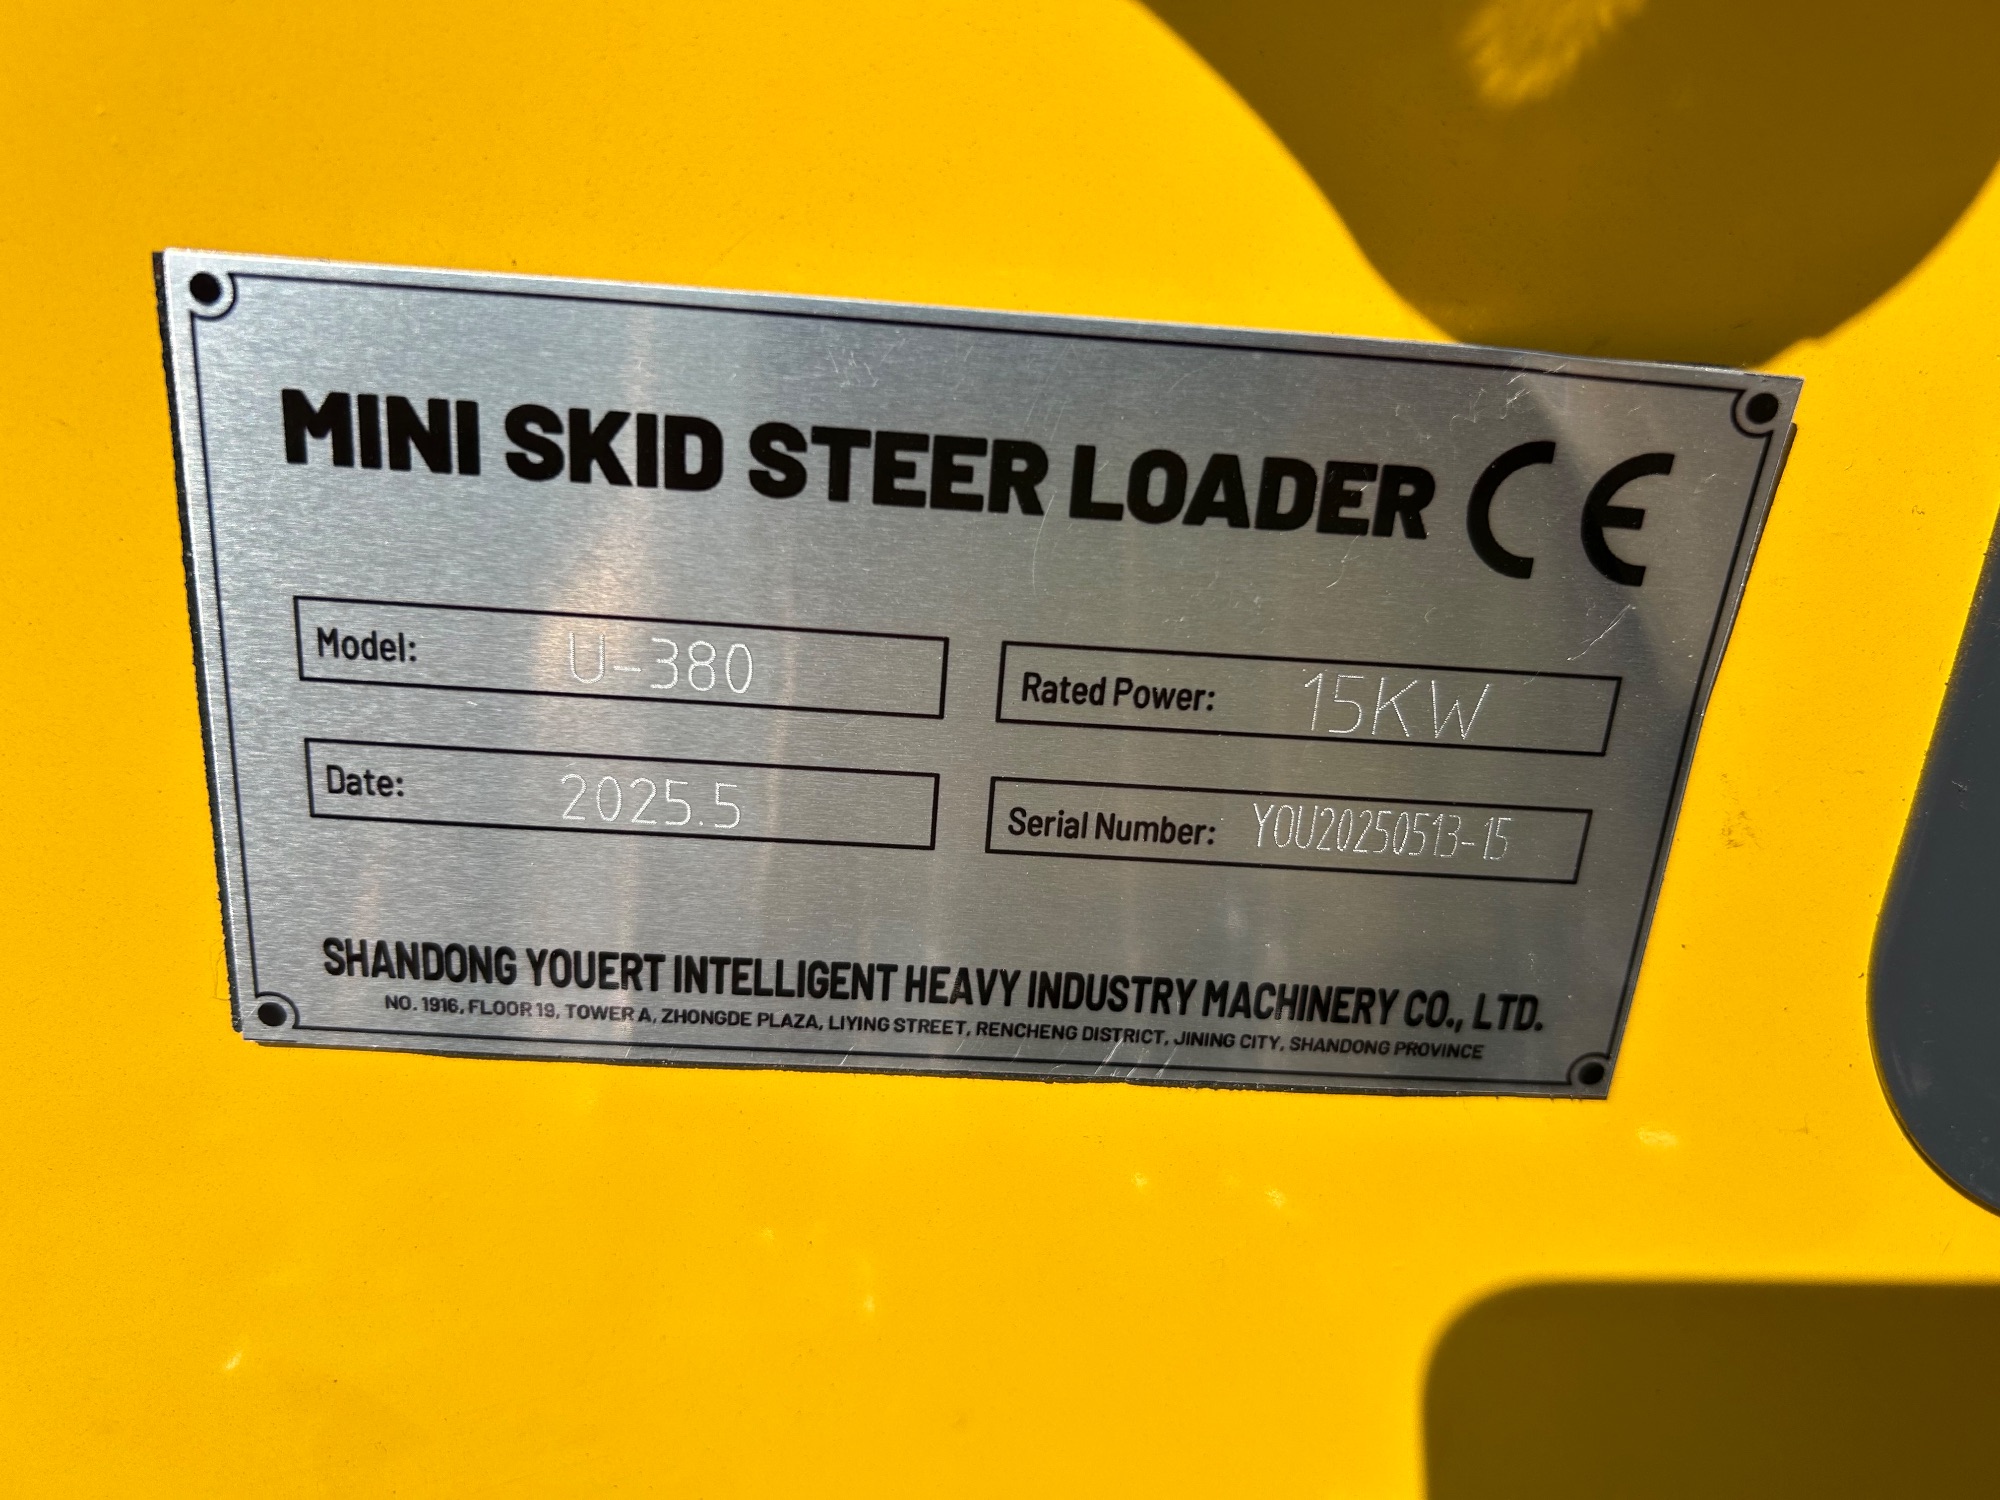 MINI SKID STEER LOADER CE
Model: U-380
Rated Power: 15KW
Date: 2025.5
Serial Number: YOU20250513-15
SHANDONG YOUERT INTELLIGENT HEAVY INDUSTRY MACHINERY CO., LTD.
NO. 1916, FLOOR 19, TOWER A, ZHONGDE PLAZA, LIYING STREET, RENCHENG DISTRICT, JINING CITY, SHANDONG PROVINCE